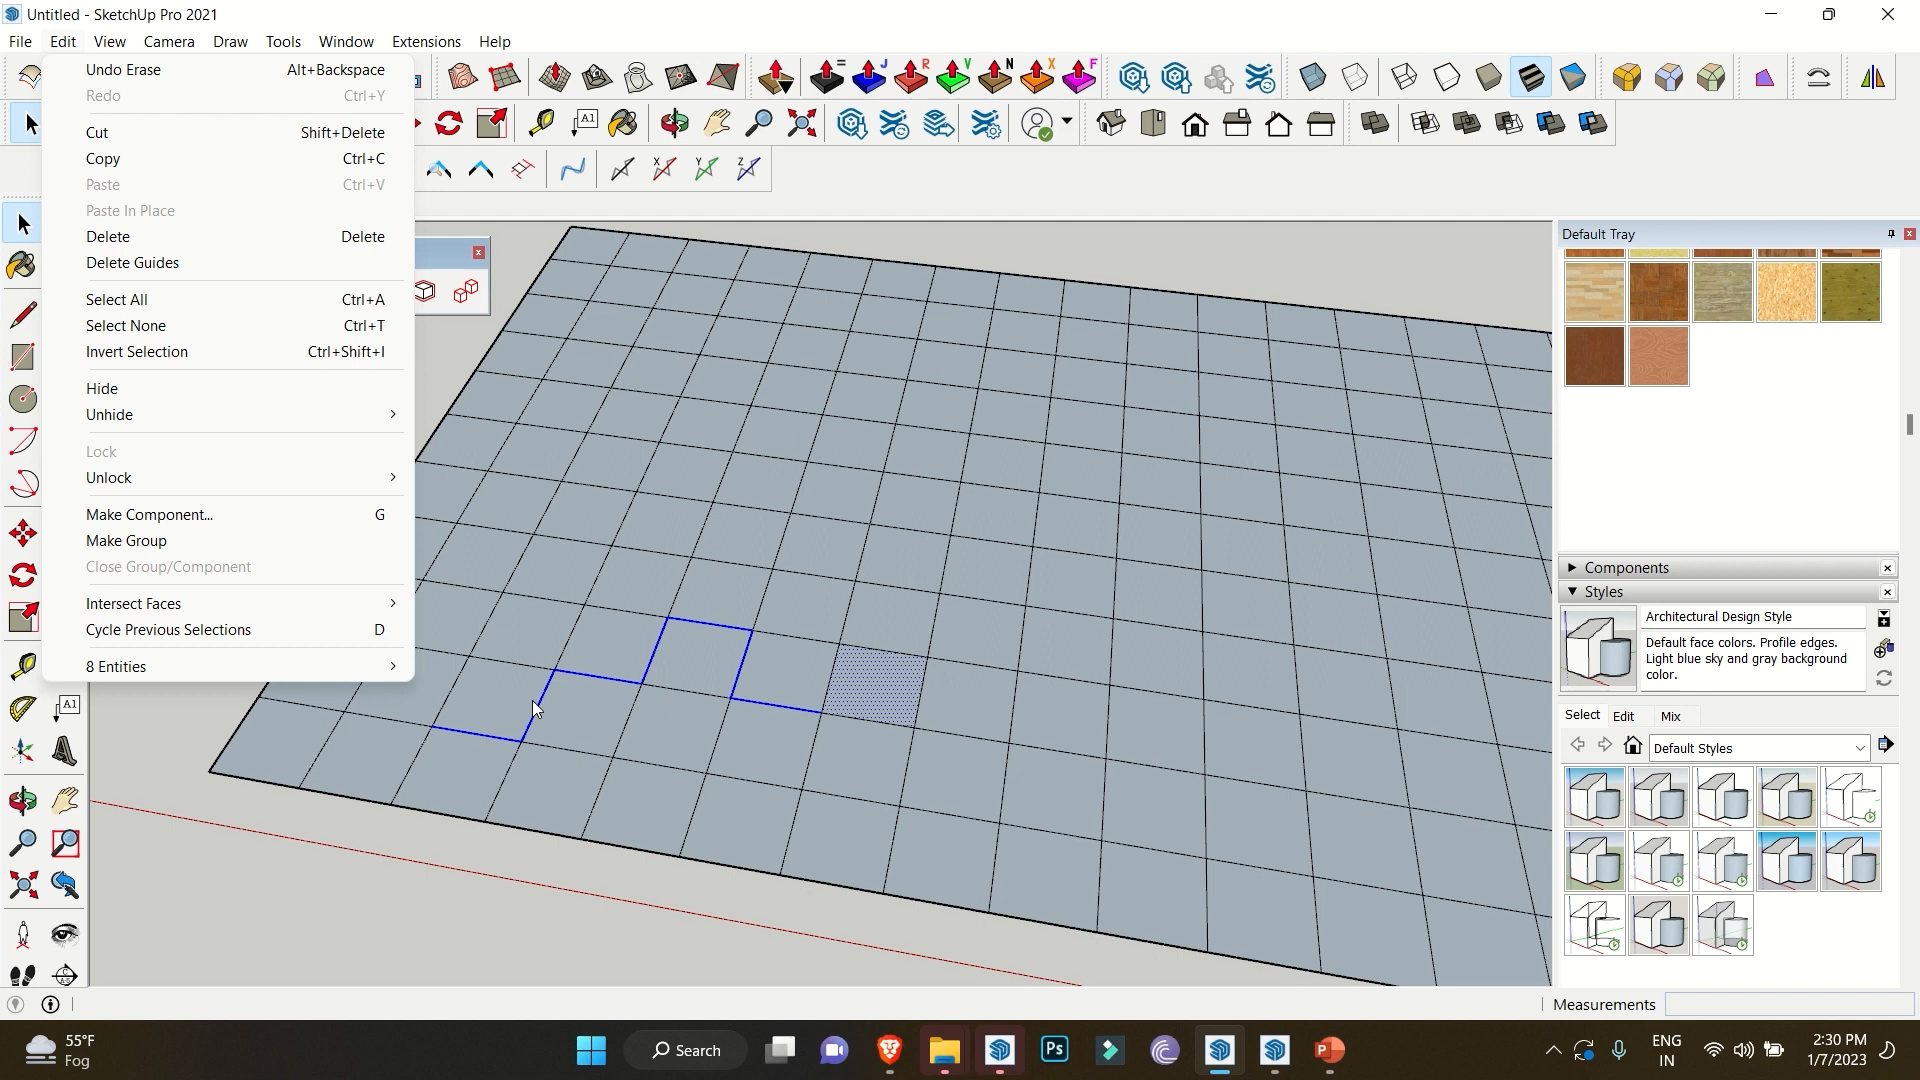 Untitled - SketchUp Pro 2021
File Edit View Camera Draw Tools Window Extensions Help
Undo Erase Alt+Backspace
Redo Ctrl+Y
Cut Shift+Delete
Copy Ctrl+C
Paste Ctrl+V
Paste In Place
Delete Delete
Delete Guides
Select All Ctrl+A
Select None Ctrl+T
Invert Selection Ctrl+Shift+I
Hide
Unhide
Lock
Unlock
Make Component... G
Make Group
Close Group/Component
Intersect Faces
Cycle Previous Selections D
8 Entities
= J R V N X F
A1
X Y Z
A1
Default Tray
Components
Styles
Architectural Design Style
Default face colors. Profile edges.
Light blue sky and gray background
color.
Select Edit Mix
Default Styles
Measurements
55°F
Fog
Search
Ps
ENG
IN
2:30 PM
1/7/2023